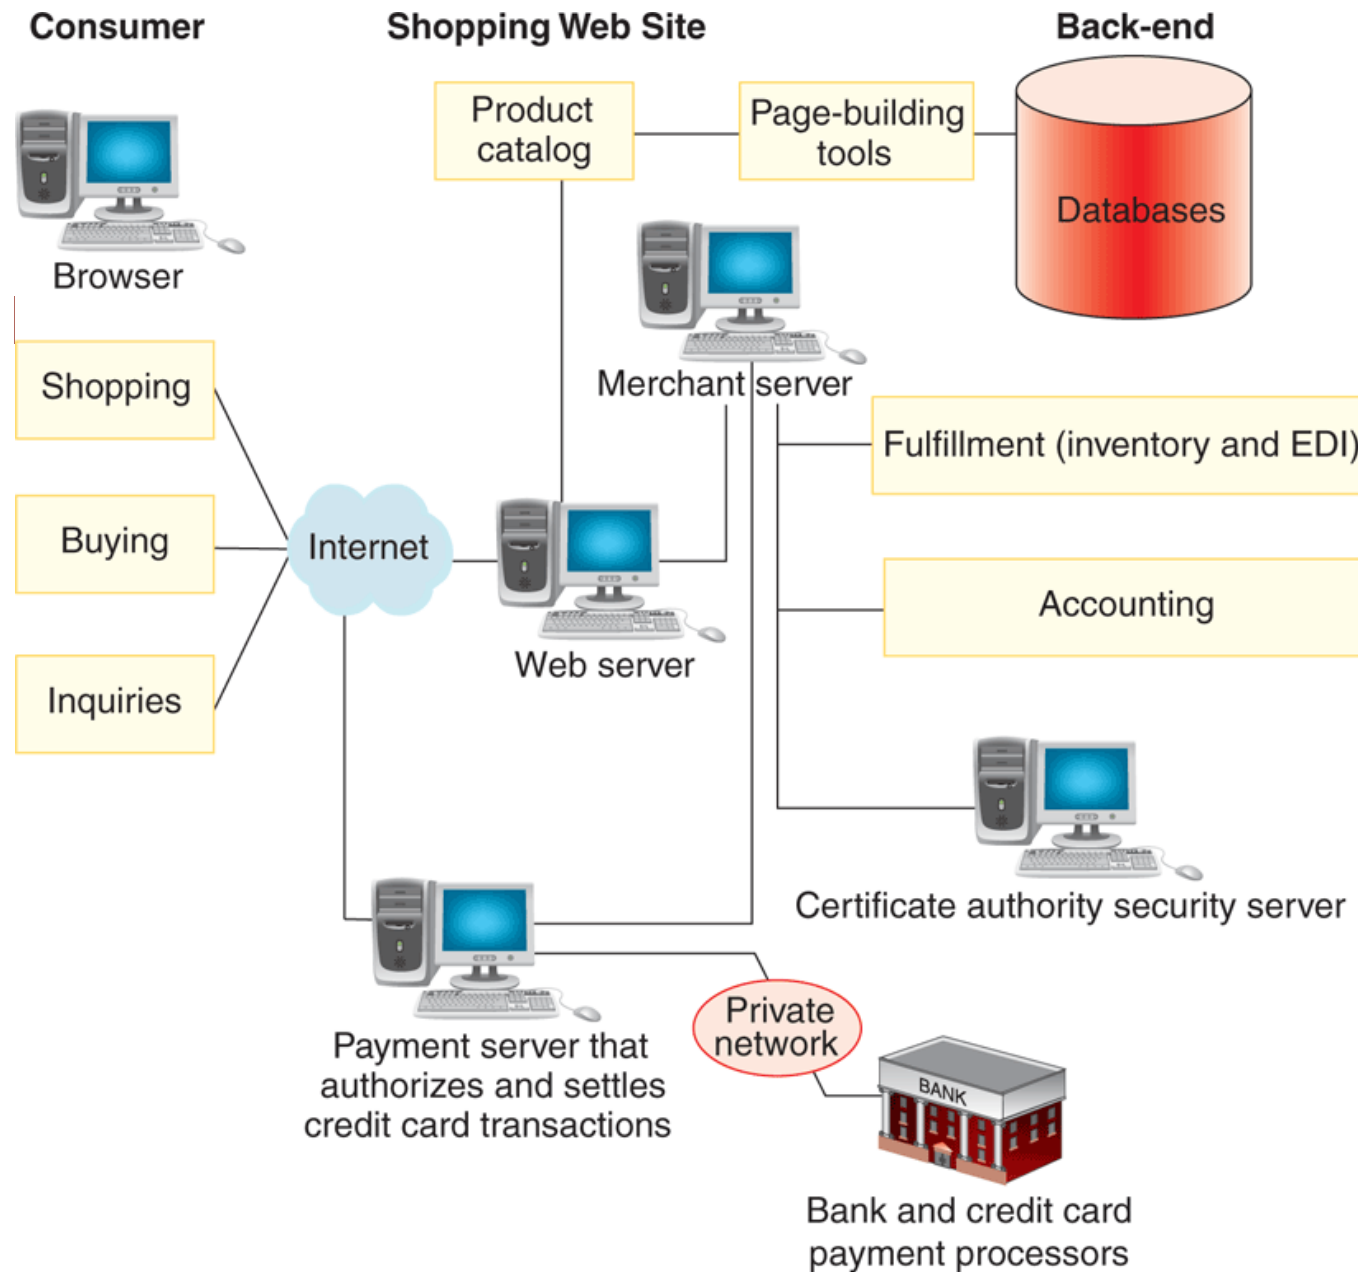 Consumer
Shopping Web Site
Back-end
Product
catalog
Page-building
tools
Databases
Browser
Merchant server
Shopping
Fulfillment (inventory and EDI)
Buying
Internet
Accounting
Web server
Inquiries
Certificate authority security server
Private
network
Payment server that
authorizes and settles
credit card transactions
BANK
Bank and credit card
payment processors